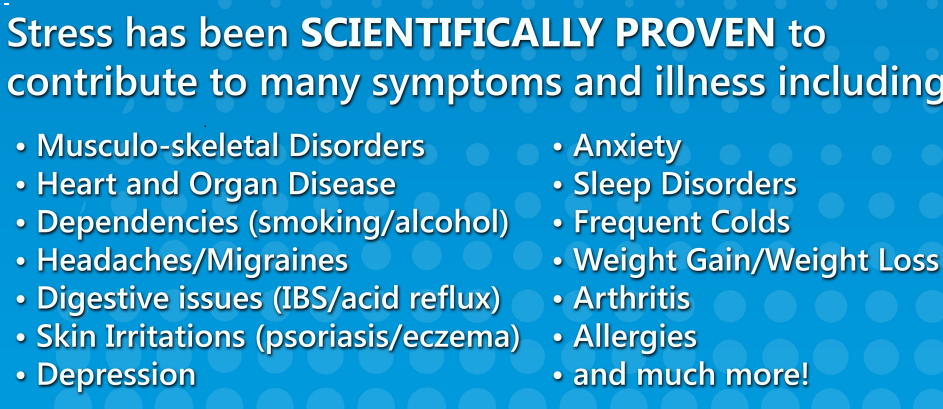 Stress has been SCIENTIFICALLY PROVEN to
contribute to many symptoms and illness including
• Musculo-skeletal Disorders
• Heart and Organ Disease
• Dependencies (smoking/alcohol)
• Headaches/Migraines
• Digestive issues (IBS/acid reflux)
• Skin Irritations (psoriasis/eczema)
• Depression
• Anxiety
• Sleep Disorders
• Frequent Colds
• Weight Gain/Weight Loss
• Arthritis
• Allergies
• and much more!